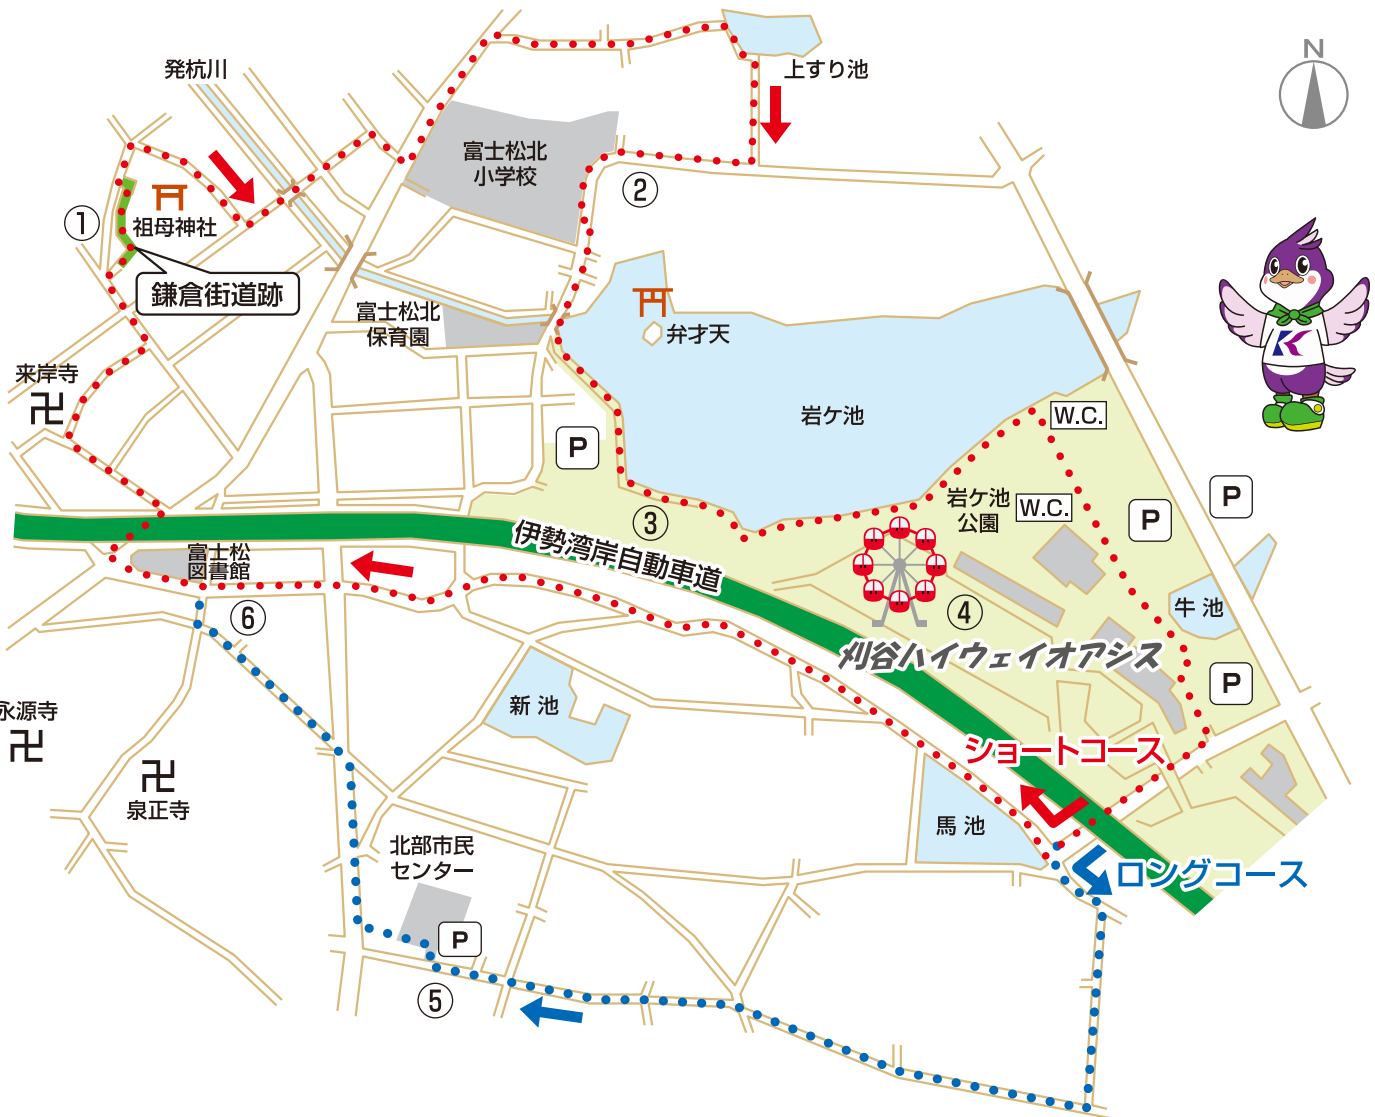 N
発杭川
上すり池
富士松北
小学校
②
①
祖母神社
鎌倉街道跡
富士松北
保育園
弁才天
来岸寺
卍
岩ケ池
W.C.
P
岩ケ池
公園
W.C.
P
P
③
伊勢湾岸自動車道
富士松
図書館
⑥
④
牛池
刈谷ハイウェイオアシス
P
永源寺
卍
新池
ショートコース
卍
泉正寺
馬池
北部市民
センター
ロングコース
P
⑤
K